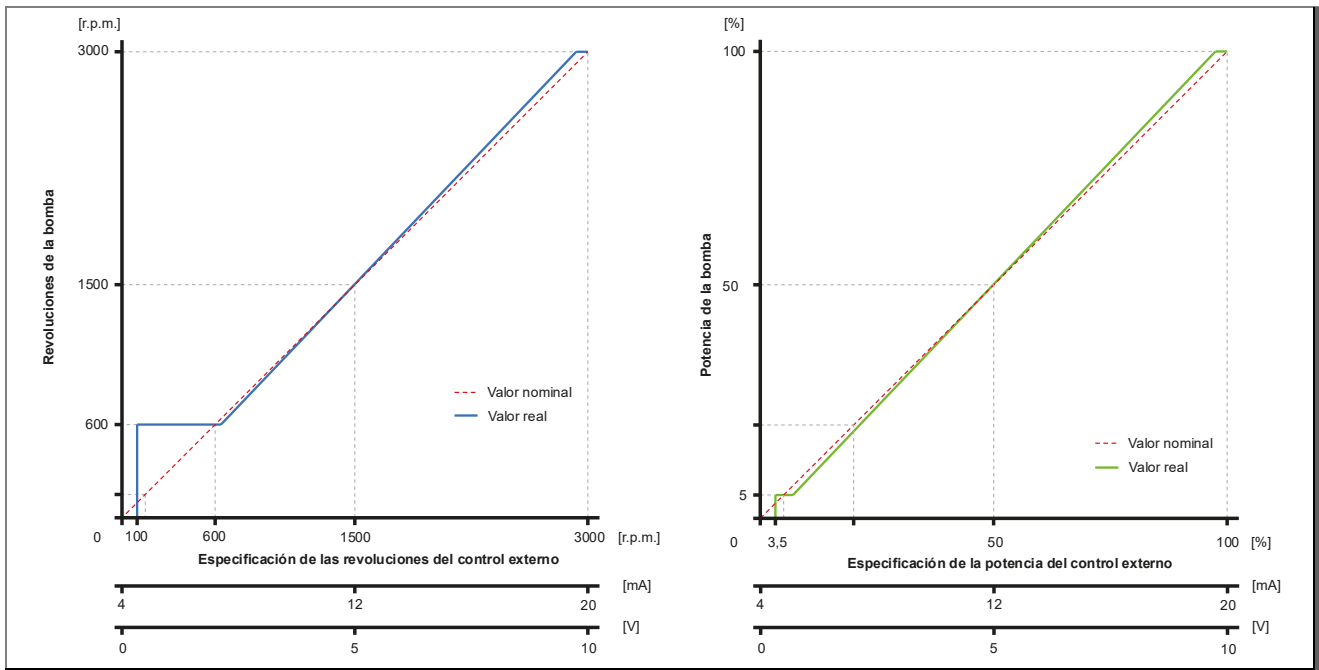 [r.p.m.]
3000
1500
600
Revoluciones de la bomba
Valor nominal
Valor real
0 100 600 1500 3000 [r.p.m.]
Especificación de las revoluciones del control externo
[mA]
4 12 20
[V]
0 5 10
[%]
100
50
5
Potencia de la bomba
Valor nominal
Valor real
0 3,5 50 100 [%]
Especificación de la potencia del control externo
[mA]
4 12 20
[V]
0 5 10